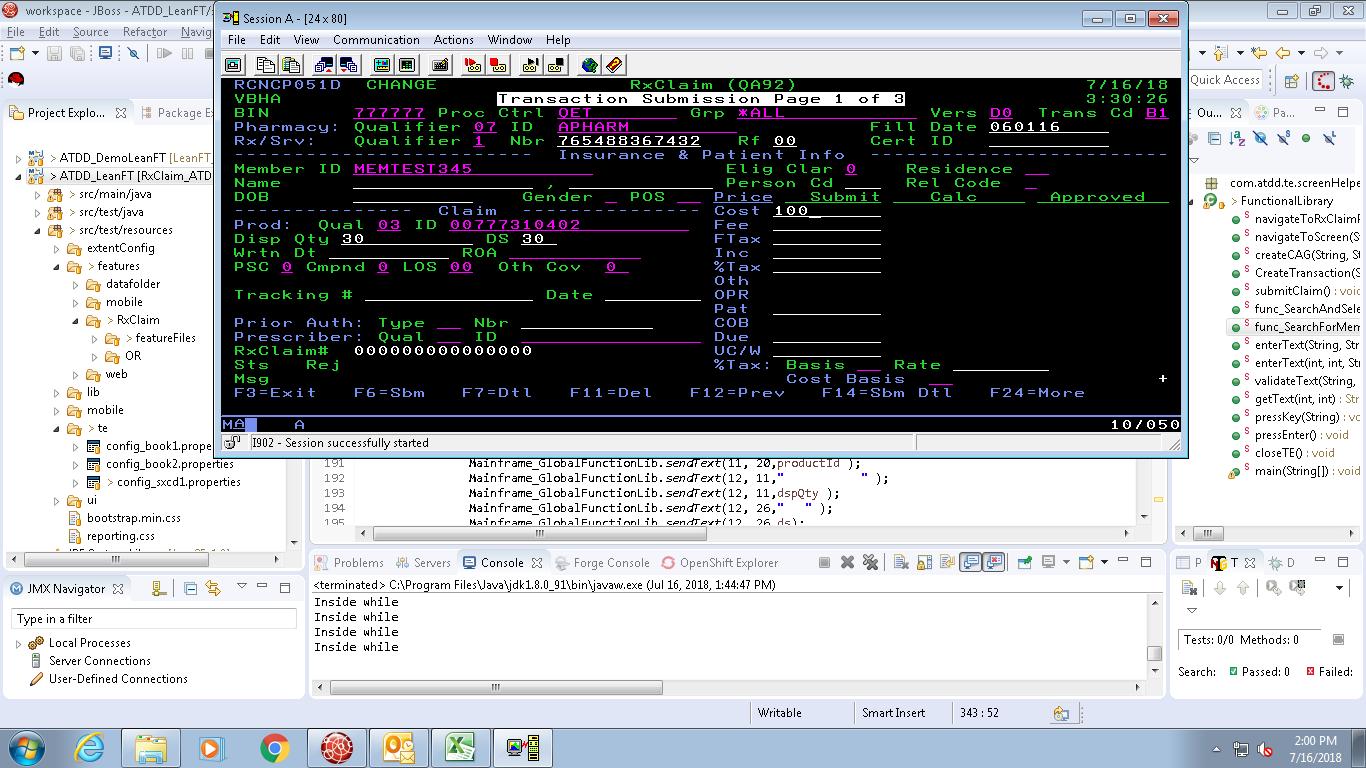 workspace - JBoss - ATDD_LeanFT/
File Edit Source Refactor Navig
Session A - [24 x 80]
File Edit View Communication Actions Window Help
RCNCP051D CHANGE RxClaim (QA92) 7/16/18
VBHA Transaction Submission Page 1 of 3 3:30:26
BIN 777777 Proc Ctrl QET Grp *ALL Vers D0 Trans Cd B1
Pharmacy: Qualifier 07 ID APHARM Fill Date 060116
Rx/Srv: Qualifier 1 Nbr 765488367432 Rf 00 Cert ID
Insurance & Patient Info
Member ID MEMTEST345 Elig Clar 0 Residence
Name , Person Cd Rel Code
DOB Gender POS Price Submit Calc Approved
Claim Cost 100
Prod: Qual 03 ID 00777310402 Fee
Disp Qty 30 DS 30 FTax
Wrtn Dt ROA Inc
PSC 0 Cmpnd 0 LOS 00 Oth Cov 0 %Tax
Oth
Tracking # Date OPR
Pat
Prior Auth: Type Nbr COB
Prescriber: Qual ID Due
RxClaim# 000000000000000 UC/W
Sts Rej %Tax: Basis Rate
Msg Cost Basis +
F3=Exit F6=Sbm F7=Dtl F11=Del F12=Prev F14=Sbm Dtl F24=More
MA A 10/050
I902 - Session successfully started
Project Explo...
> ATDD_DemoLeanFT [LeanFT_
> ATDD_LeanFT [RxClaim_ATD
> src/main/java
> src/test/java
> src/test/resources
extentConfig
> features
datafolder
mobile
> RxClaim
> featureFiles
> OR
> web
lib
mobile
> te
config_book1.prope
config_book2.properties
> config_sxcd1.properties
ui
bootstrap.min.css
reporting.css
191 Mainframe_GlobalFunctionLib.sendText(11, 20,productId );
192 Mainframe_GlobalFunctionLib.sendText(12, 11," " );
193 Mainframe_GlobalFunctionLib.sendText(12, 11,dspQty );
194 Mainframe_GlobalFunctionLib.sendText(12, 26," " );
195 Mainframe_GlobalFunctionLib.sendText(12, 26,ds);
Quick Access
Ou... Pa...
com.atdd.te.screenHelpe
> FunctionalLibrary
navigateToRxClaimI
navigateToScreen(S
createCAG(String, St
CreateTransaction(S
submitClaim() : voic
func_SearchAndSele
func_SearchForMen
enterText(String, Str
enterText(int, int, St
validateText(String,
getText(int, int) : Str
pressKey(String) : vo
pressEnter() : void
closeTE() : void
main(String[]) : void
JMX Navigator
Type in a filter
Local Processes
Server Connections
User-Defined Connections
Problems Servers Console Forge Console OpenShift Explorer
<terminated> C:\Program Files\Java\jdk1.8.0_91\bin\javaw.exe (Jul 16, 2018, 1:44:47 PM)
Inside while
Inside while
Inside while
Inside while
P T D
Tests: 0/0 Methods: 0
Search: Passed: 0 Failed:
Writable Smart Insert 343 : 52
2:00 PM
7/16/2018